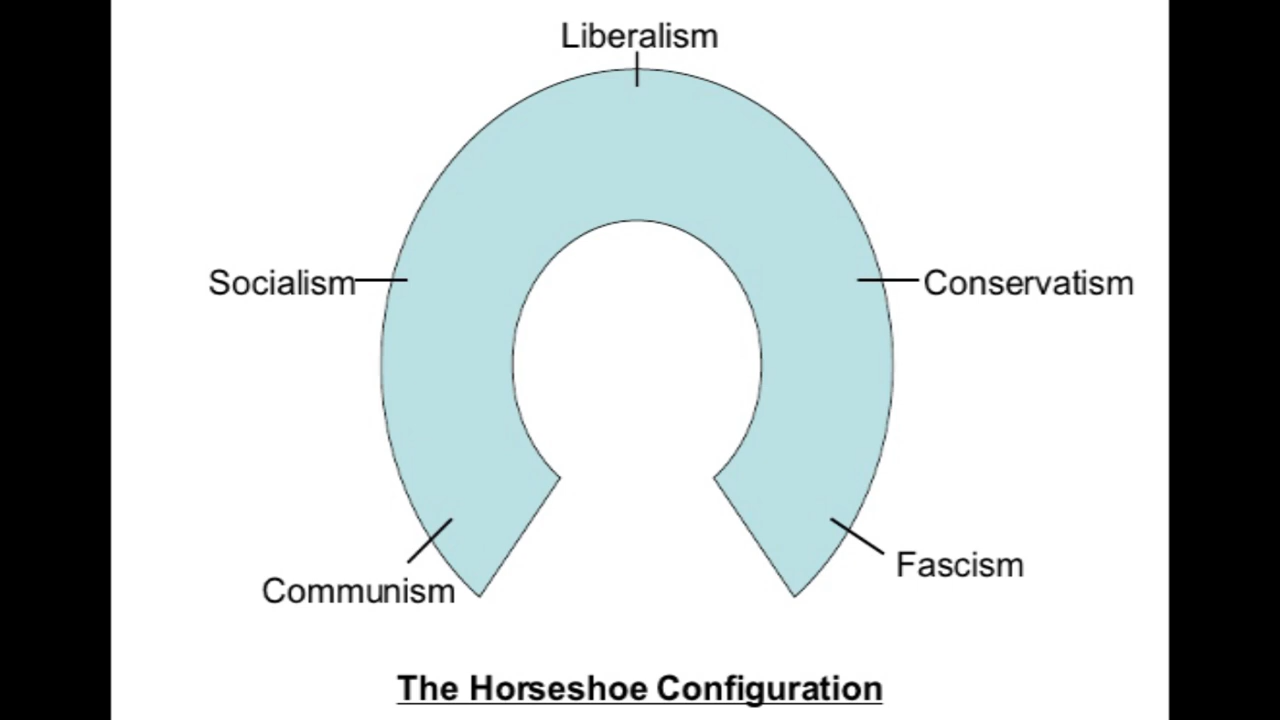 Liberalism
Socialism
Conservatism
Communism
Fascism
The Horseshoe Configuration